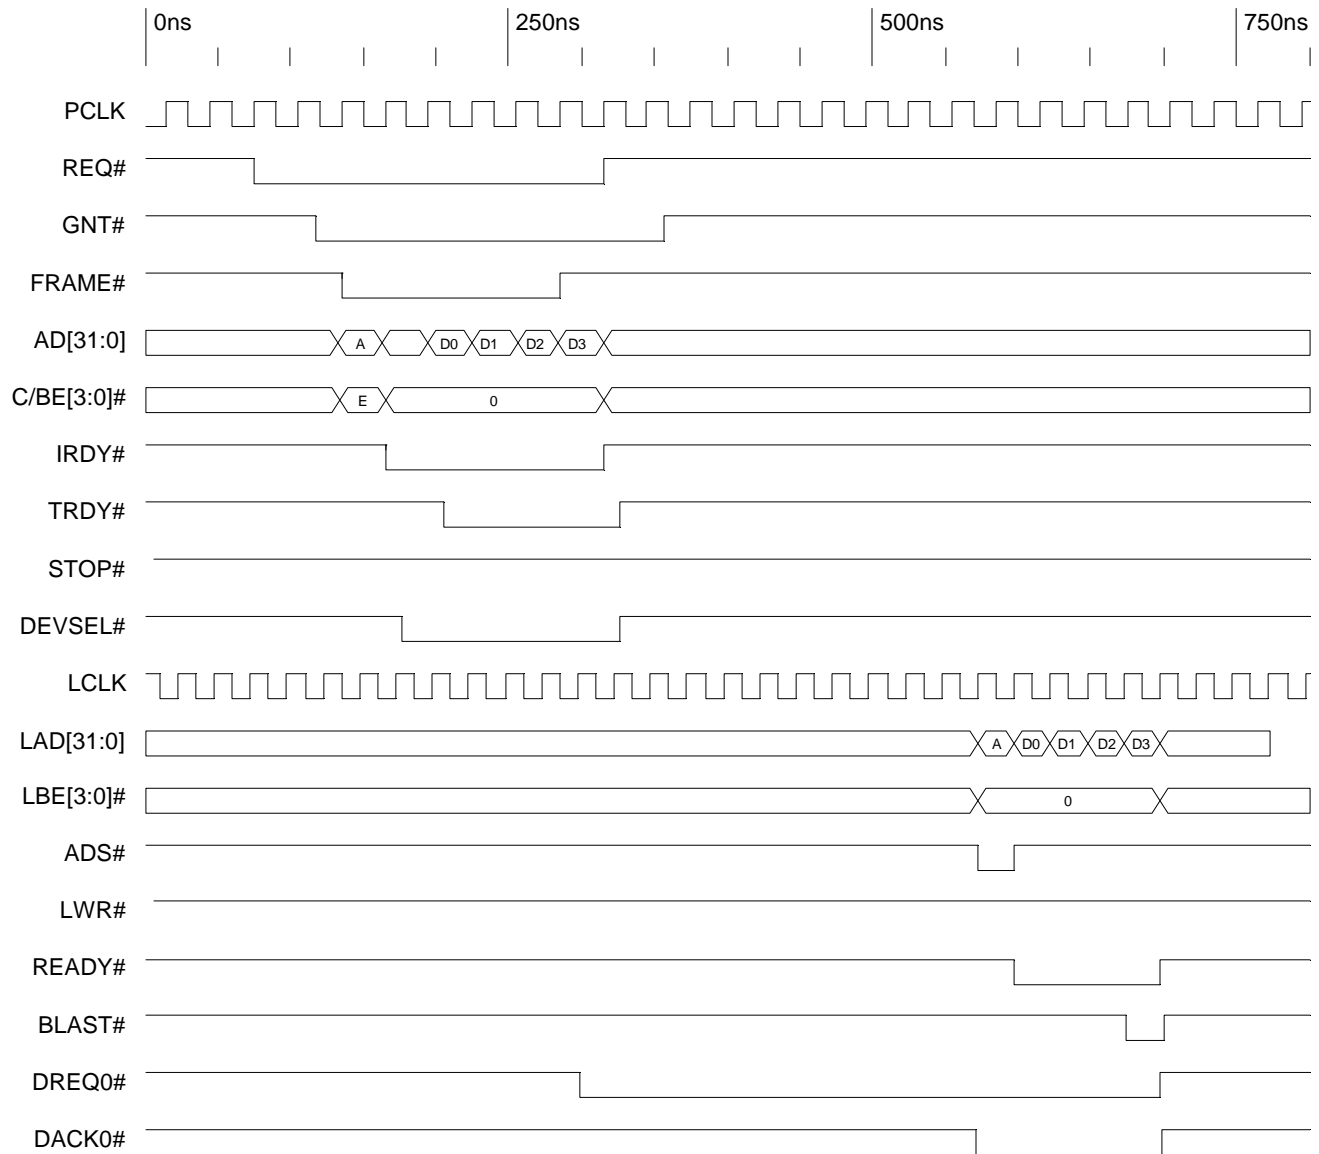 0ns 250ns 500ns 750ns
PCLK
REQ#
GNT#
FRAME#
AD[31:0] A D0 D1 D2 D3
C/BE[3:0]# E 0
IRDY#
TRDY#
STOP#
DEVSEL#
LCLK
LAD[31:0] A D0 D1 D2 D3
LBE[3:0]# 0
ADS#
LWR#
READY#
BLAST#
DREQ0#
DACK0#